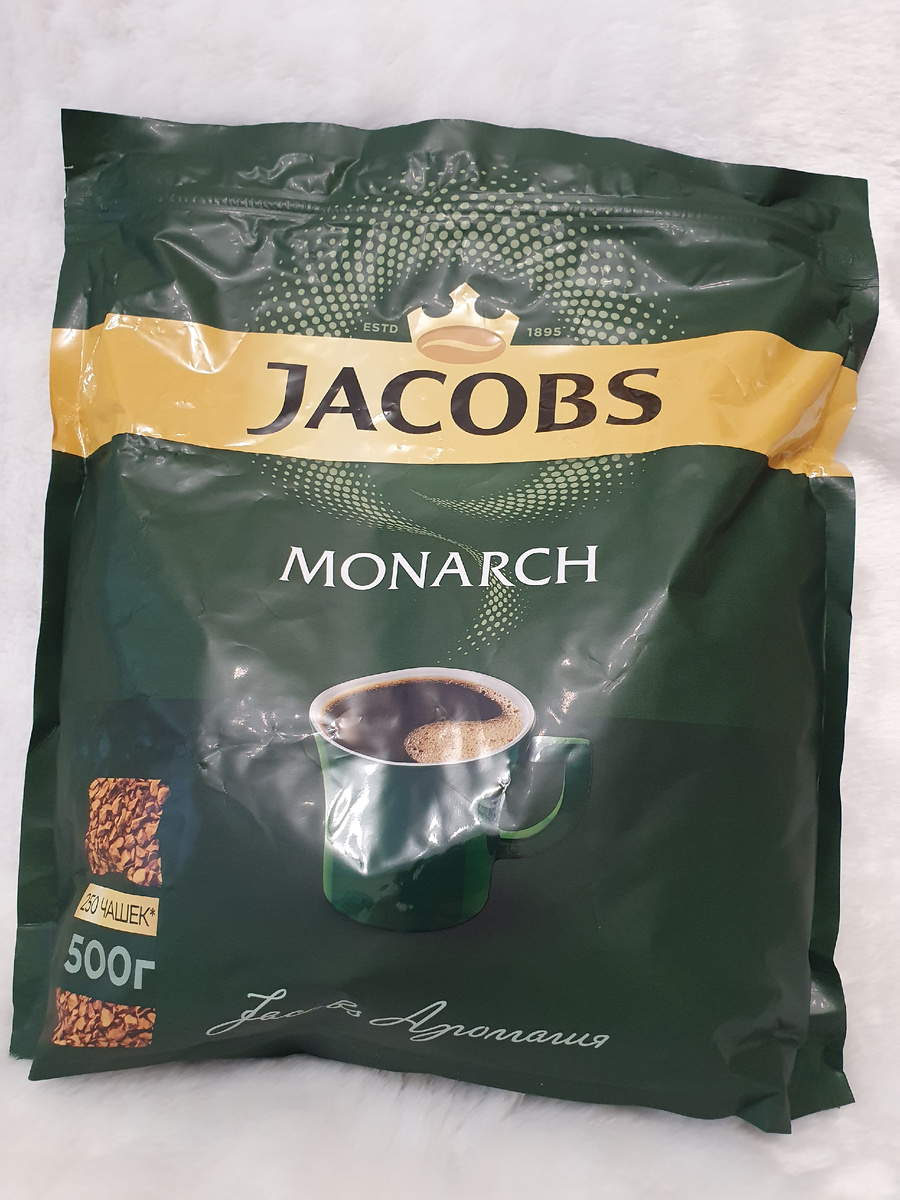 ESTD 1895
JACOBS
MONARCH
250 ЧАШЕК*
500г
Jacobs Аромагия